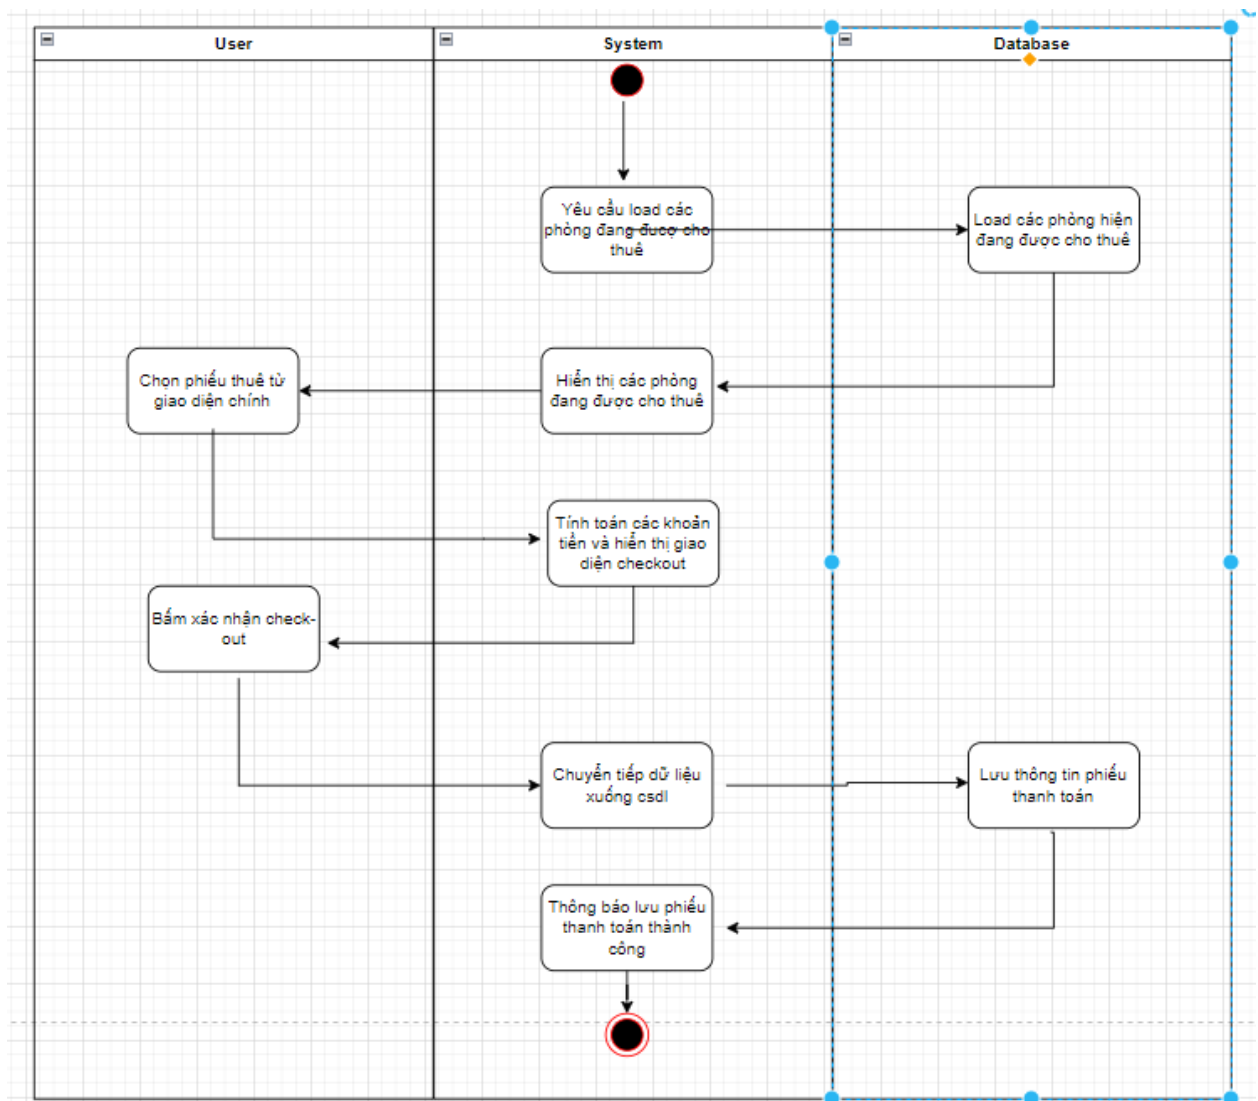 User
System
Database
Yêu cầu load các
phòng đang đucợ cho
thuê
Load các phòng hiện
đang được cho thuê
Chọn phiếu thuê từ
giao diện chính
Hiển thị các phòng
đang được cho thuê
Tính toán các khoản
tiền và hiển thị giao
diện checkout
Bấm xác nhận check-
out
Chuyển tiếp dữ liệu
xuống csdl
Lưu thông tin phiếu
thanh toán
Thông báo lưu phiếu
thanh toán thành
công